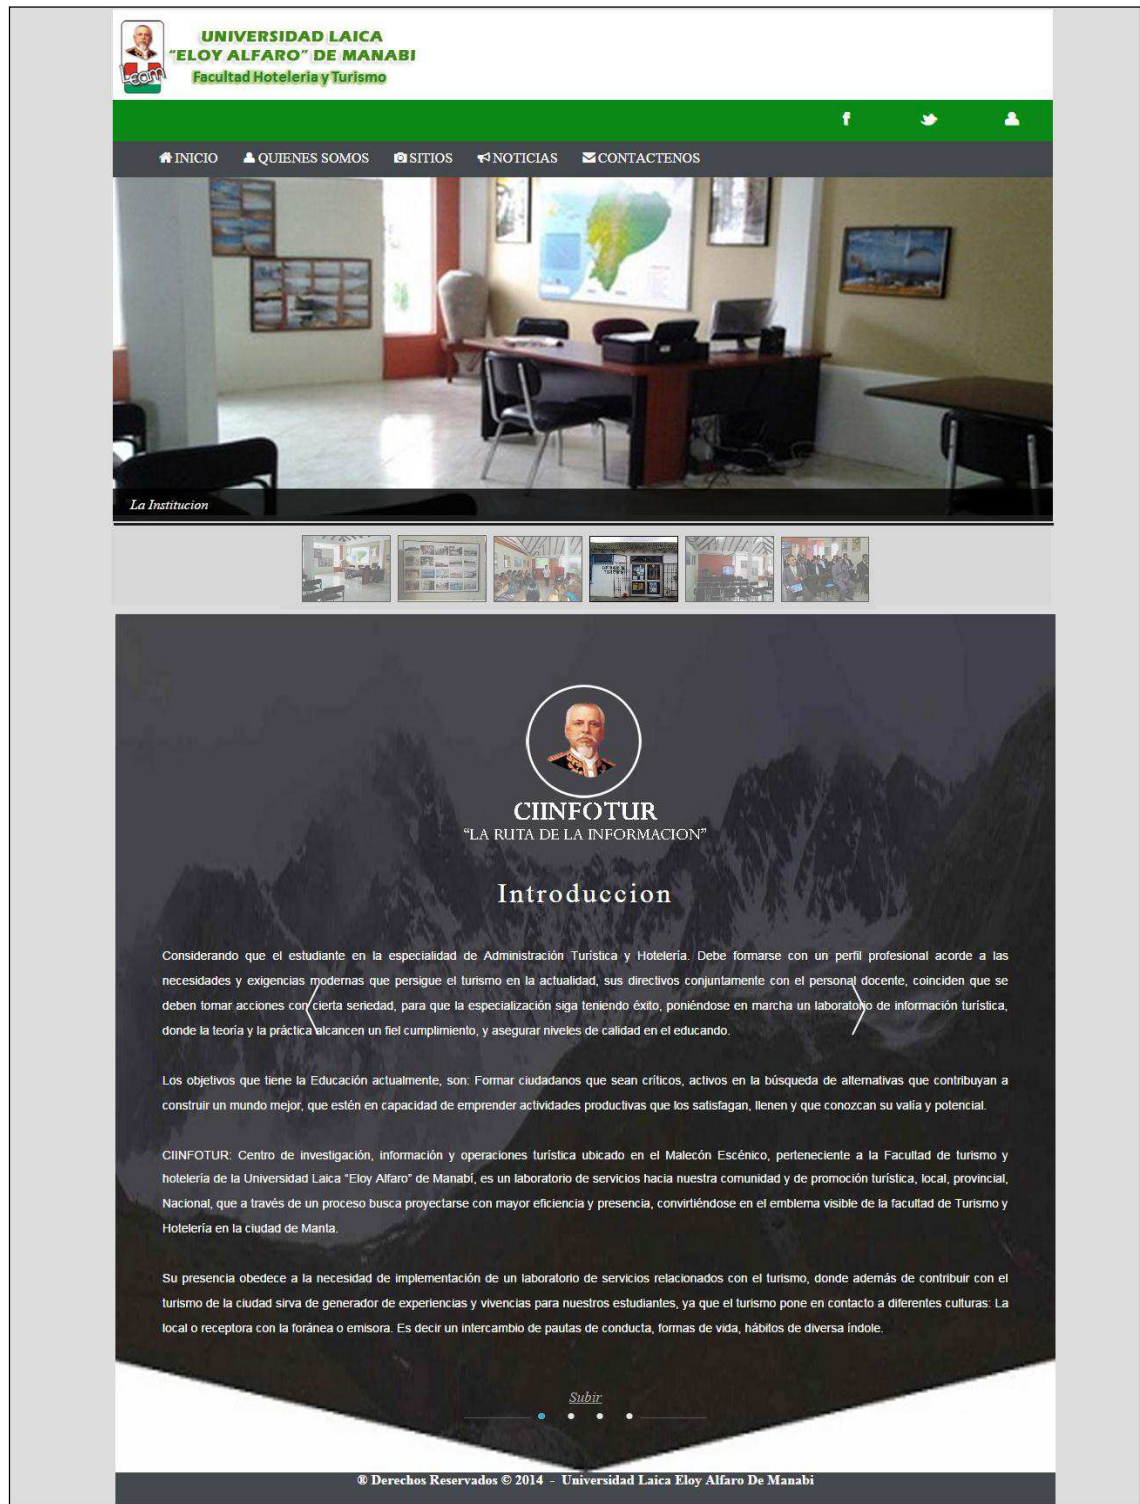 UNIVERSIDAD LAICA
"ELOY ALFARO" DE MANABI
Facultad Hoteleria y Turismo
Leam
INICIO QUIENES SOMOS SITIOS NOTICIAS CONTACTENOS
La Institucion
CIINFOTUR
"LA RUTA DE LA INFORMACION"
Introduccion
Considerando que el estudiante en la especialidad de Administración Turística y Hotelería. Debe formarse con un perfil profesional acorde a las
necesidades y exigencias modernas que persigue el turismo en la actualidad, sus directivos conjuntamente con el personal docente, coinciden que se
deben tomar acciones con cierta seriedad, para que la especialización siga teniendo éxito, poniéndose en marcha un laboratorio de información turística,
donde la teoría y la práctica alcancen un fiel cumplimiento, y asegurar niveles de calidad en el educando.
Los objetivos que tiene la Educación actualmente, son: Formar ciudadanos que sean críticos, activos en la búsqueda de alternativas que contribuyan a
construir un mundo mejor, que estén en capacidad de emprender actividades productivas que los satisfagan, llenen y que conozcan su valía y potencial.
CIINFOTUR: Centro de investigación, información y operaciones turística ubicado en el Malecón Escénico, perteneciente a la Facultad de turismo y
hotelería de la Universidad Laica "Eloy Alfaro" de Manabí, es un laboratorio de servicios hacia nuestra comunidad y de promoción turística, local, provincial,
Nacional, que a través de un proceso busca proyectarse con mayor eficiencia y presencia, convirtiéndose en el emblema visible de la facultad de Turismo y
Hotelería en la ciudad de Manta.
Su presencia obedece a la necesidad de implementación de un laboratorio de servicios relacionados con el turismo, donde además de contribuir con el
turismo de la ciudad sirva de generador de experiencias y vivencias para nuestros estudiantes, ya que el turismo pone en contacto a diferentes culturas: La
local o receptora con la foránea o emisora. Es decir un intercambio de pautas de conducta, formas de vida, hábitos de diversa índole.
Subir
® Derechos Reservados © 2014 - Universidad Laica Eloy Alfaro De Manabi